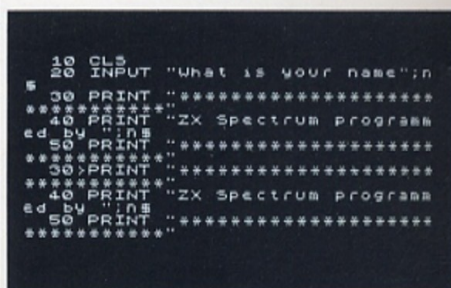 10 CLS
20 INPUT "What is your name";n
$
30 PRINT "********************
***********"
40 PRINT "ZX Spectrum programm
ed by ";n$
50 PRINT "********************
***********"
30>PRINT "********************
***********"
40 PRINT "ZX Spectrum programm
ed by ";n$
50 PRINT "********************
***********"